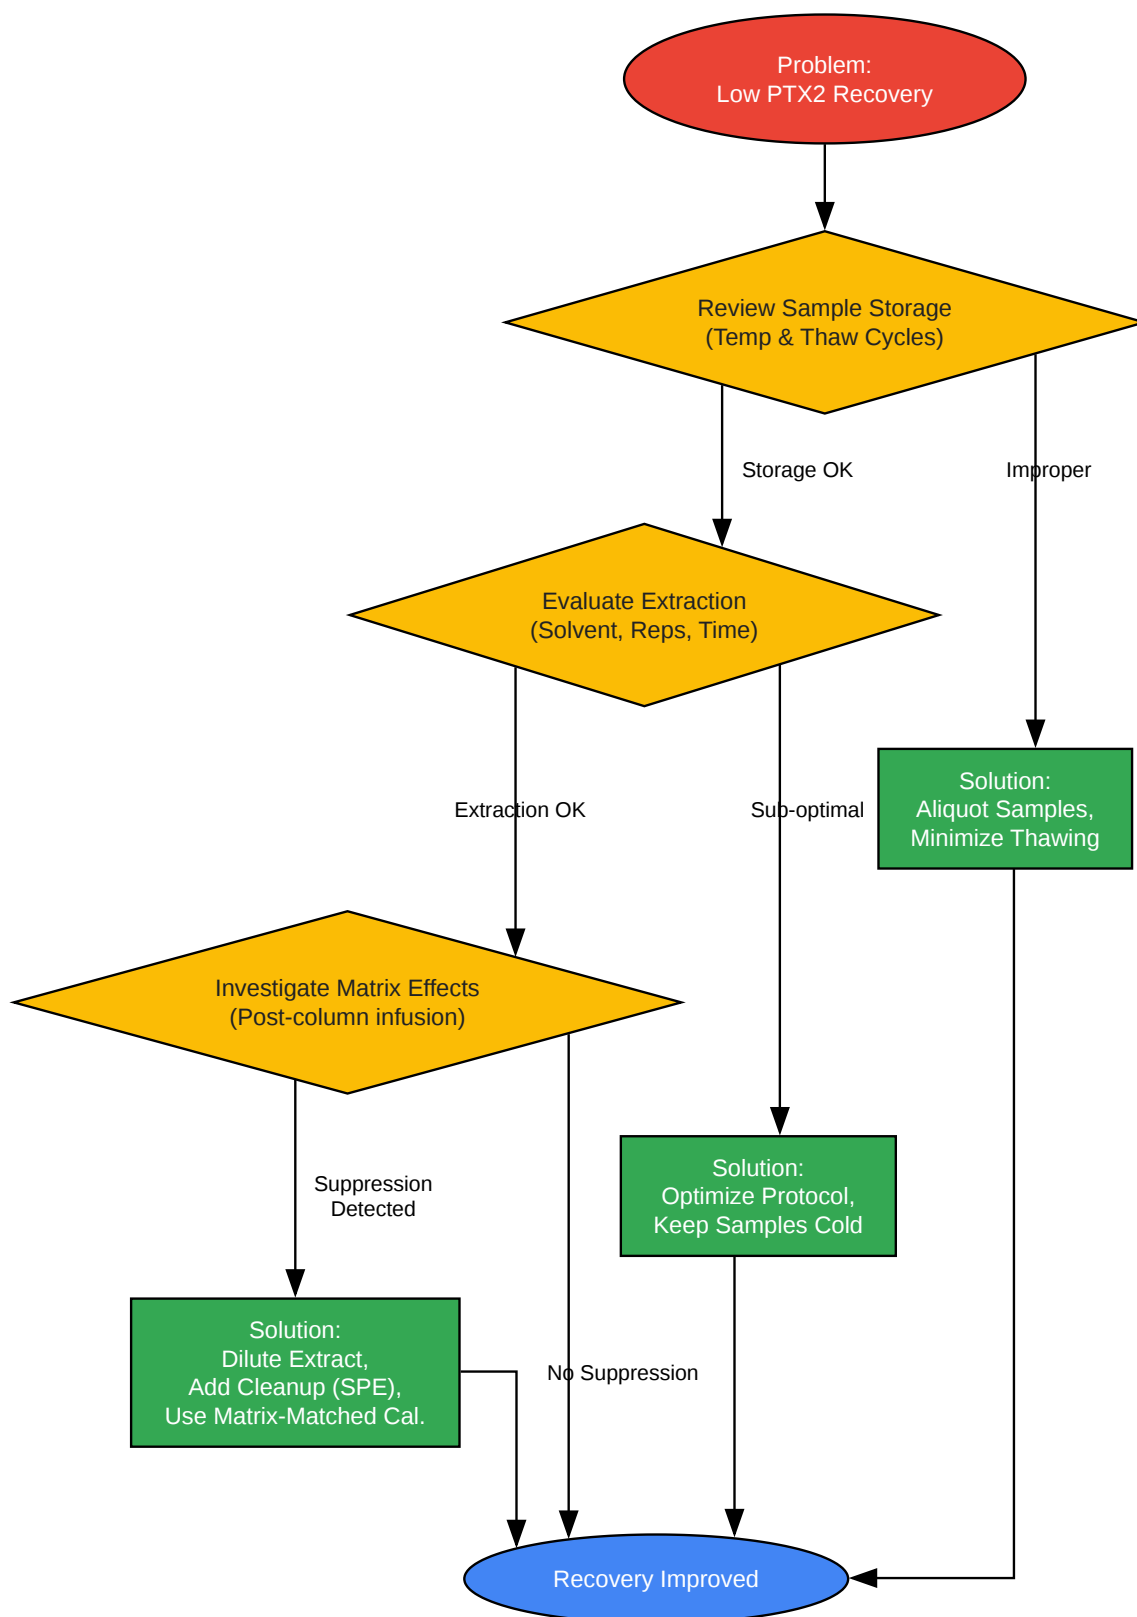 Problem:
Low PTX2 Recovery
Review Sample Storage
(Temp & Thaw Cycles)
Storage OK
Improper
Evaluate Extraction
(Solvent, Reps, Time)
Extraction OK
Sub-optimal
Solution:
Aliquot Samples,
Minimize Thawing
Investigate Matrix Effects
(Post-column infusion)
Suppression
Detected
Solution:
Optimize Protocol,
Keep Samples Cold
Solution:
Dilute Extract,
Add Cleanup (SPE),
Use Matrix-Matched Cal.
No Suppression
Recovery Improved